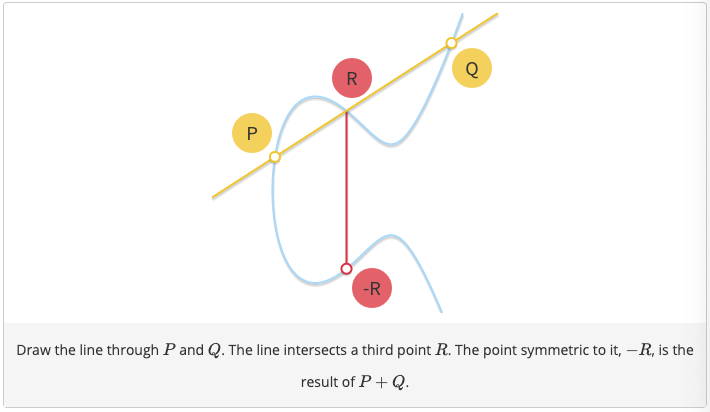 R
Q
P
-R
Draw the line through P and Q. The line intersects a third point R. The point symmetric to it, −R, is the
result of P + Q.